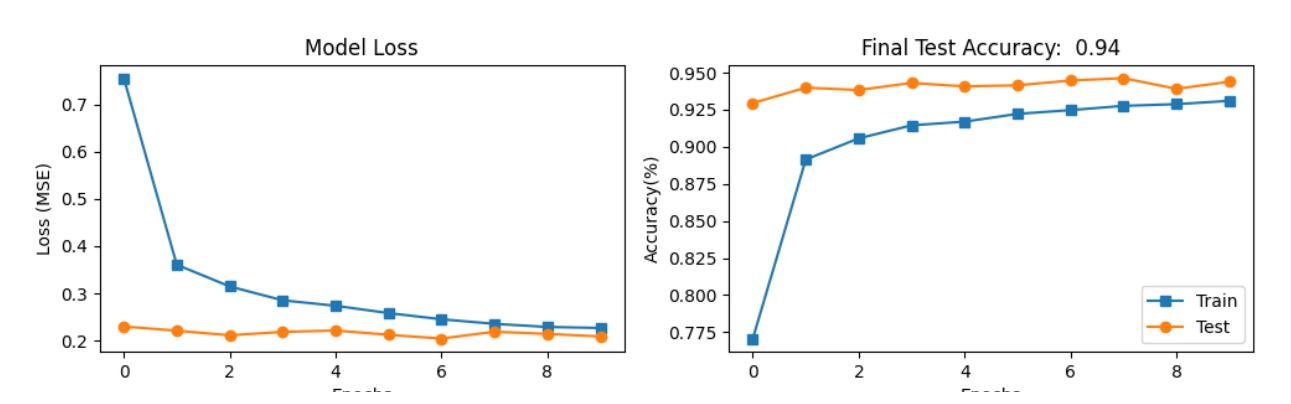 Model Loss
Loss (MSE)
0.7
0.6
0.5
0.4
0.3
0.2
0 2 4 6 8
Epochs
Final Test Accuracy: 0.94
Accuracy(%)
0.950
0.925
0.900
0.875
0.850
0.825
0.800
0.775
0 2 4 6 8
Epochs
Train
Test